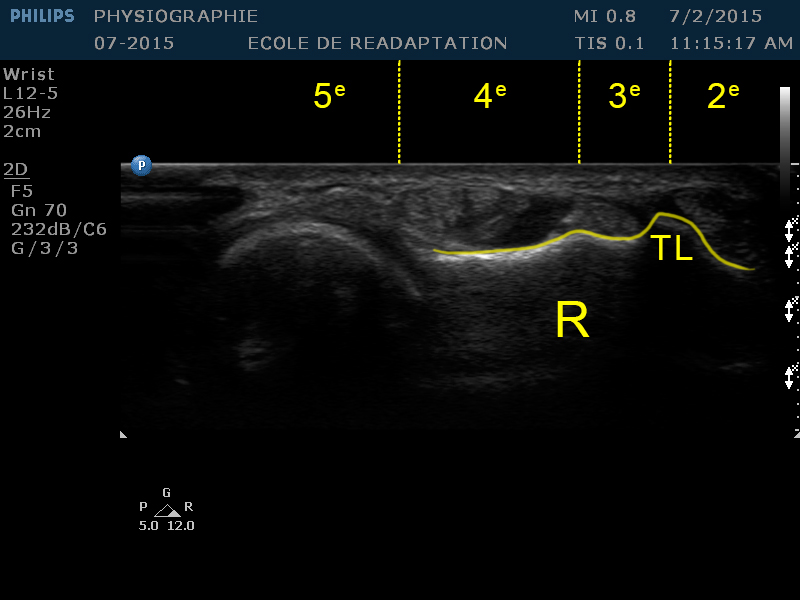 PHILIPS PHYSIOGRAPHIE MI 0.8 7/2/2015
07-2015 ECOLE DE READAPTATION TIS 0.1 11:15:17 AM
Wrist
L12-5
26Hz
2cm
5e 4e 3e 2e
2D
F5
Gn 70
232dB/C6
G/3/3
P
TL
R
G
P R
5.0 12.0